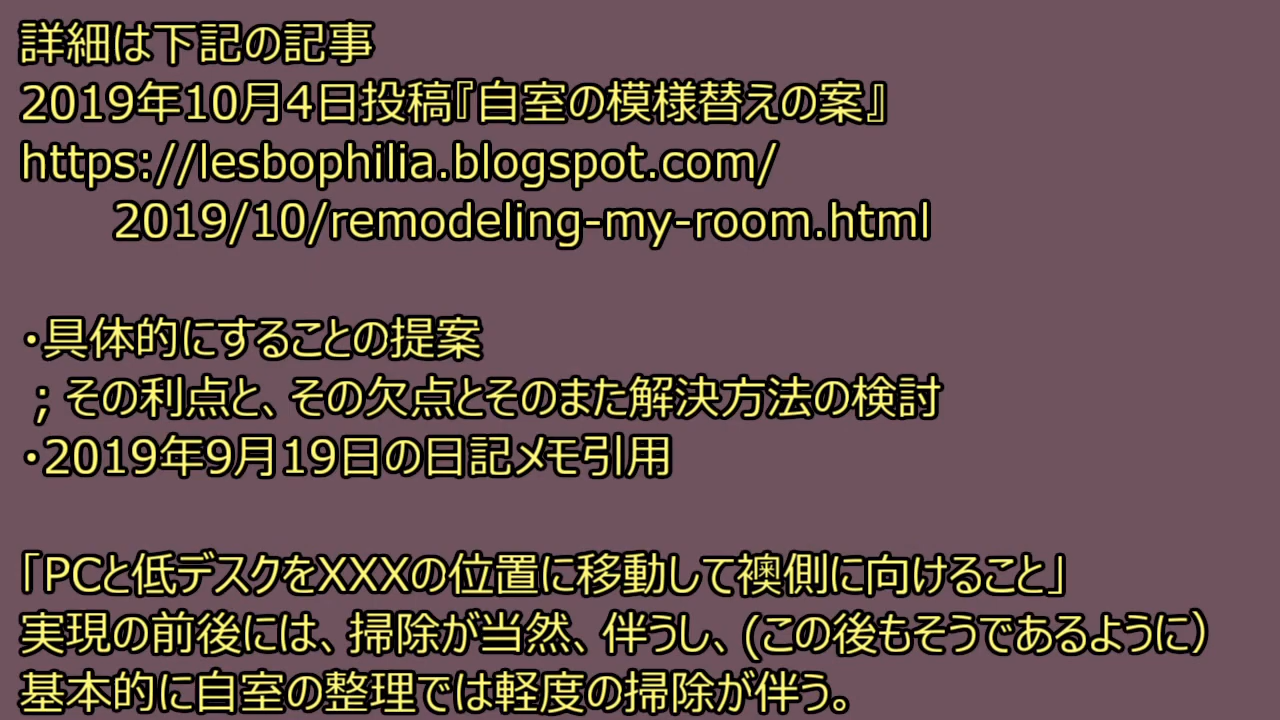 詳細は下記の記事
2019年10月4日投稿『自室の模様替えの案』
https://lesbophilia.blogspot.com/
2019/10/remodeling-my-room.html
・具体的にすることの提案
；その利点と、その欠点とそのまた解決方法の検討
・2019年9月19日の日記メモ引用
「PCと低デスクをXXXの位置に移動して襖側に向けること」
実現の前後には、掃除が当然、伴うし、(この後もそうであるように）
基本的に自室の整理では軽度の掃除が伴う。